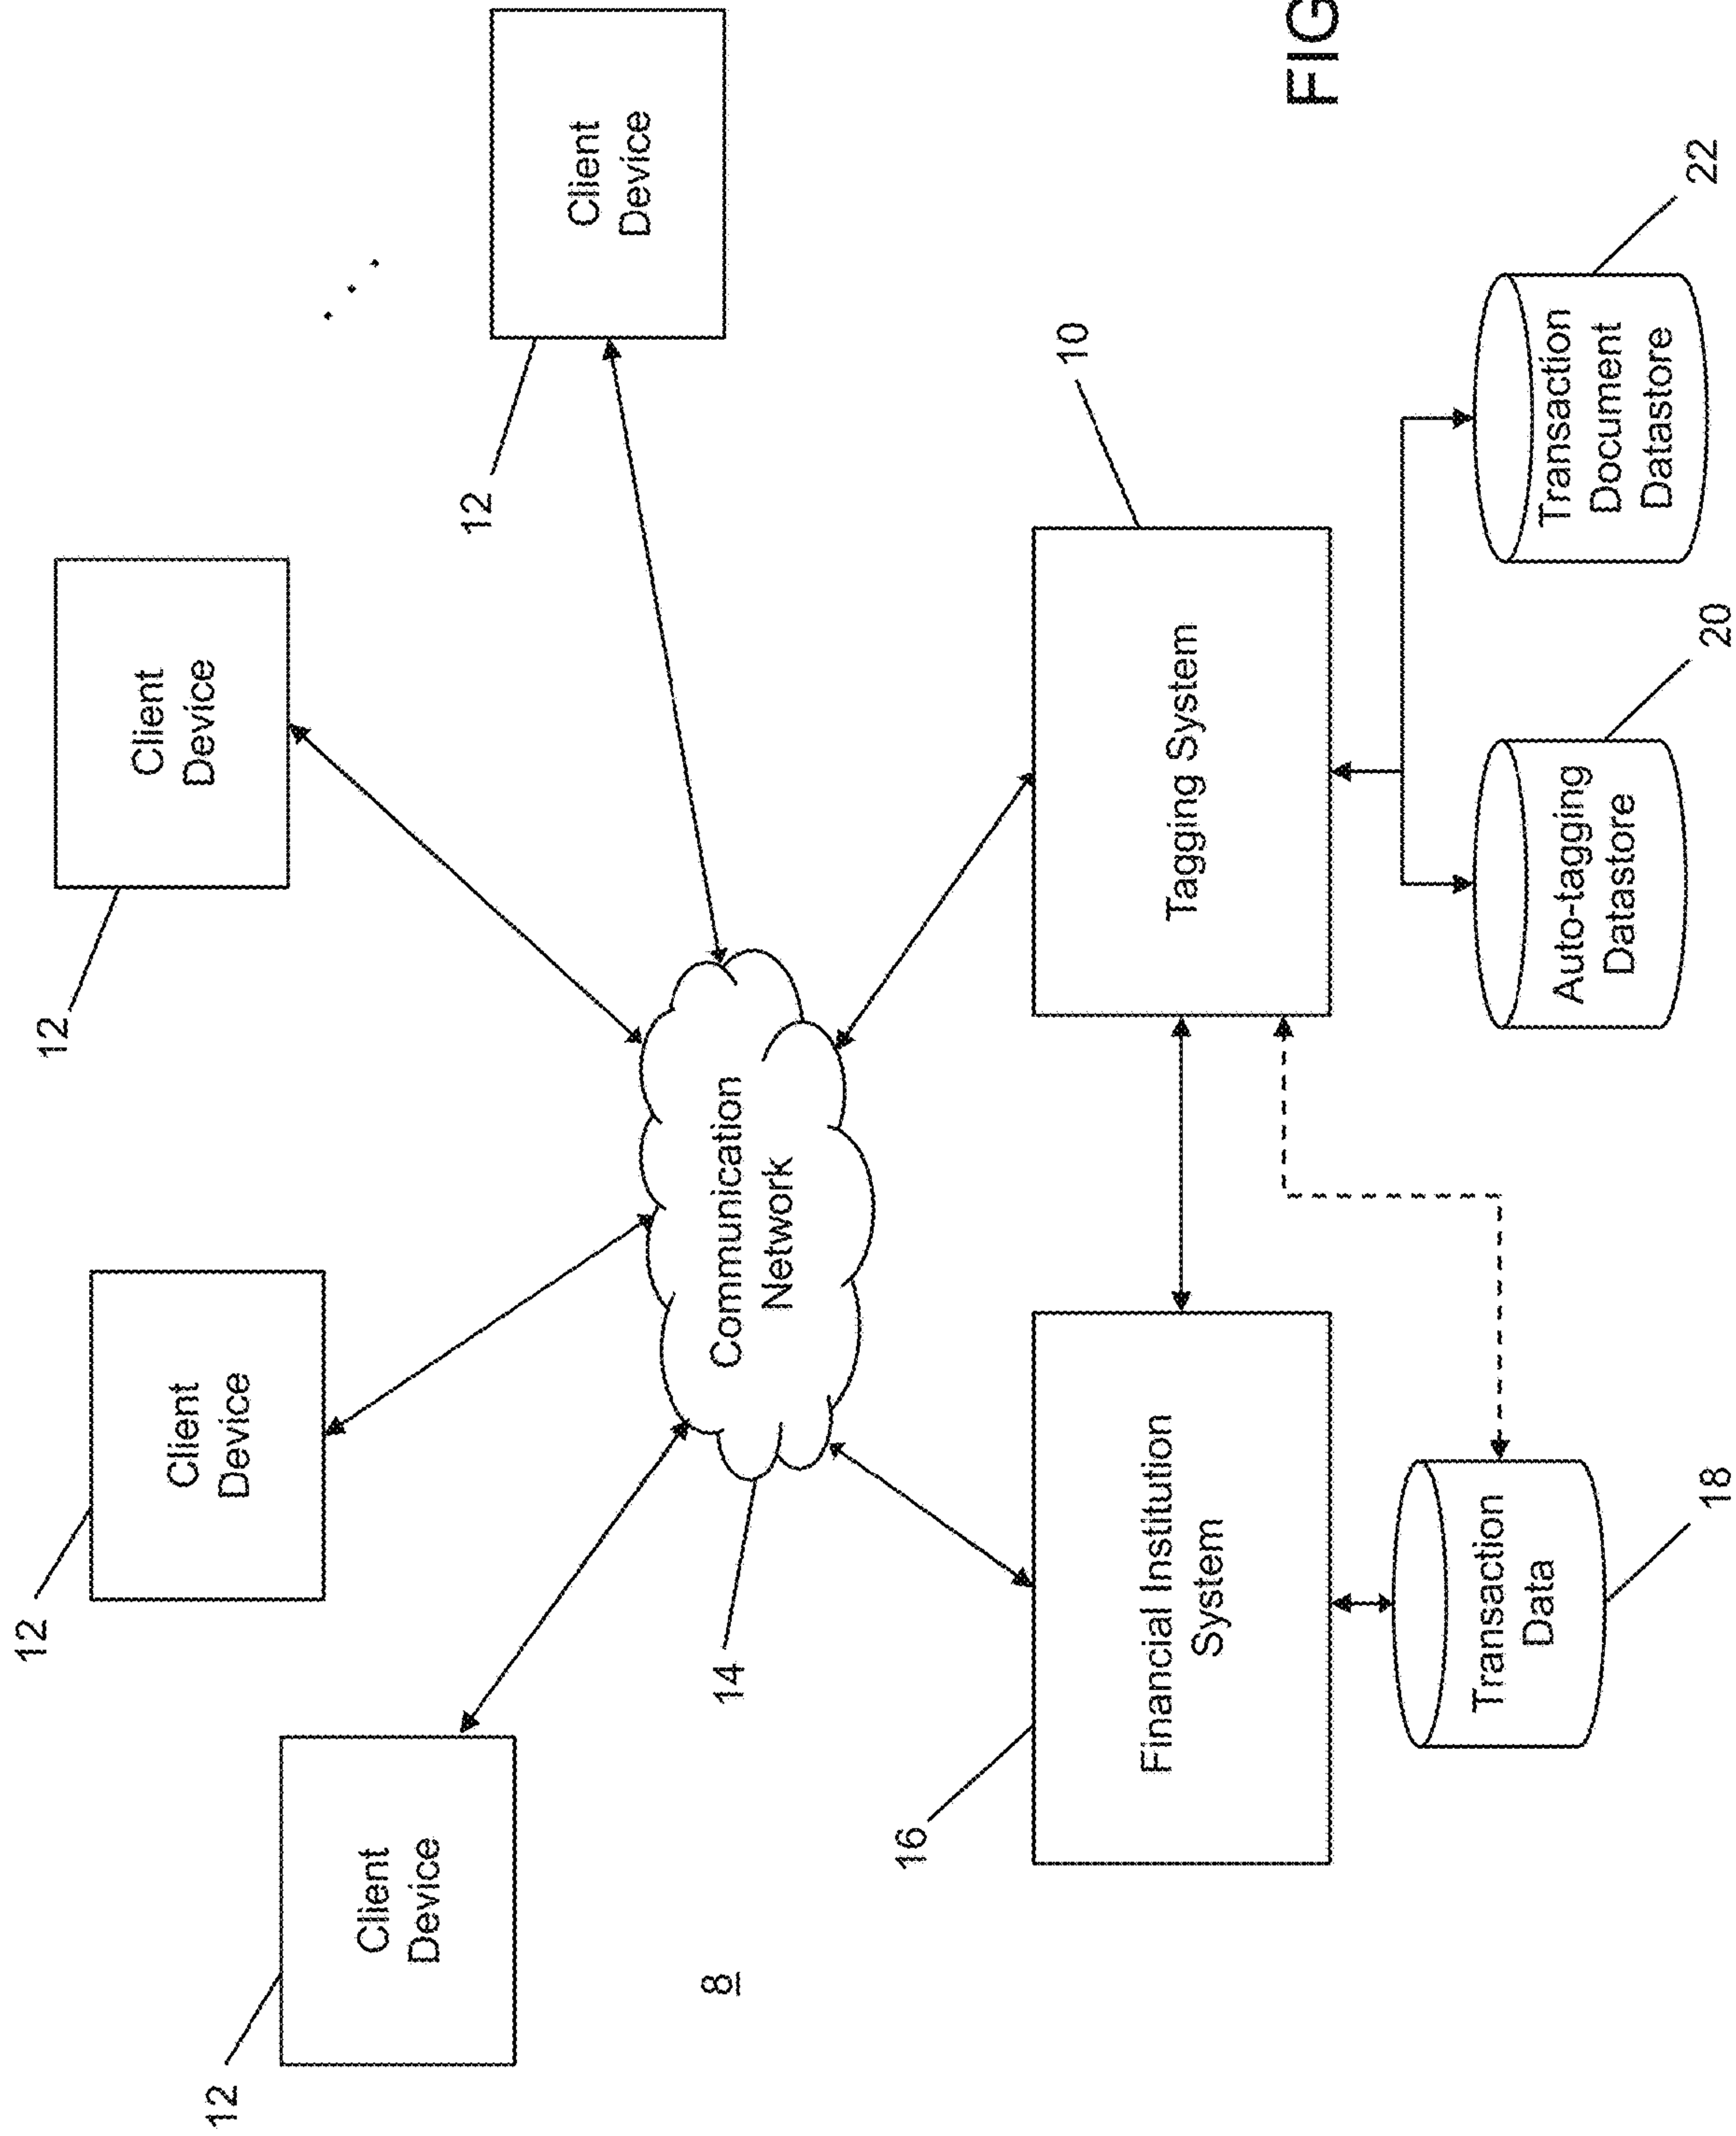 12
Client
Device
12
Client
Device
12
Client
Device
12
Client
Device
8
14
Communication
Network
16
Financial Institution
System
10
Tagging System
18
Transaction
Data
20
Auto-tagging
Datastore
22
Transaction
Document
Datastore
FIG